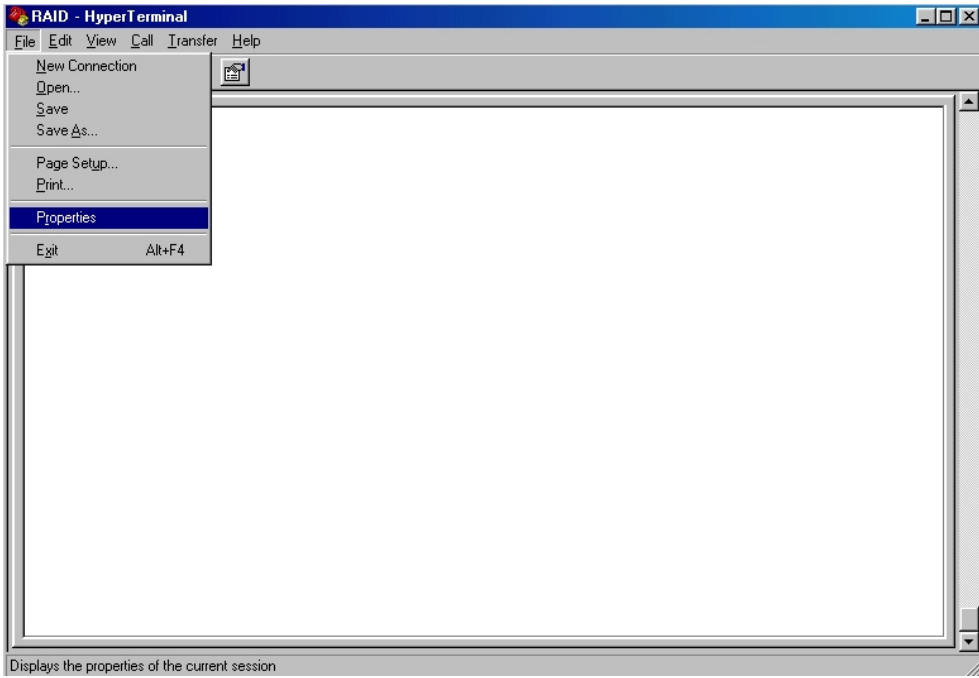 RAID - HyperTerminal
File Edit View Call Transfer Help
New Connection
Open...
Save
Save As...
Page Setup...
Print...
Properties
Exit Alt+F4
Displays the properties of the current session